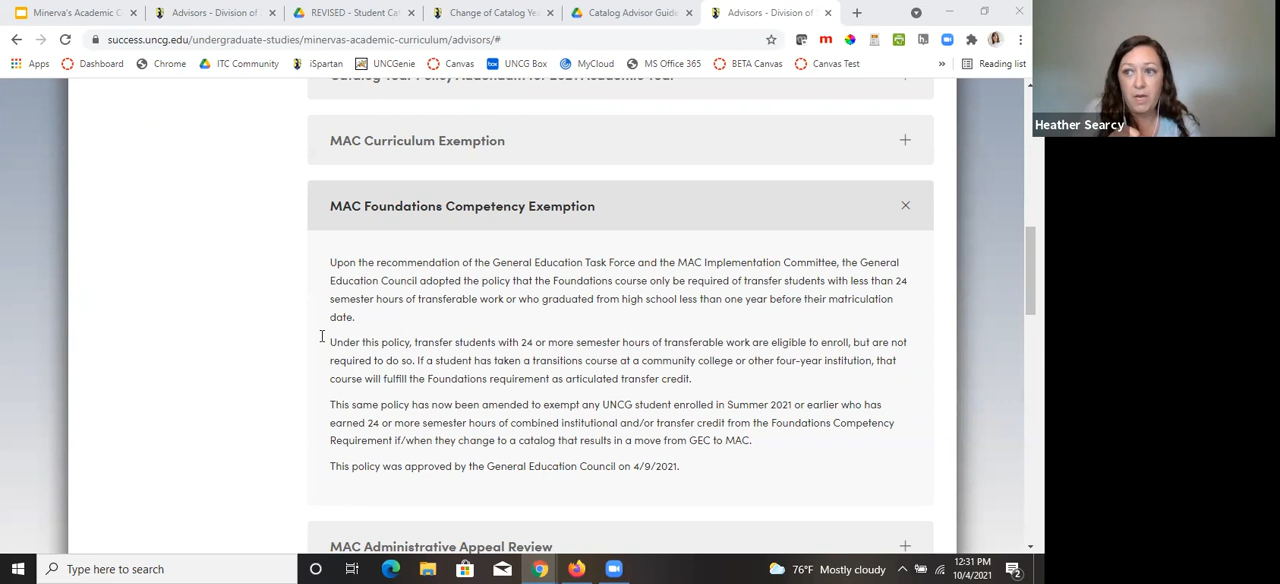 Minerva's Academic C
Advisors - Division of
REVISED - Student Ca
Change of Catalog Yea
Catalog Advisor Guide
Advisors - Division of
success.uncg.edu/undergraduate-studies/minervas-academic-curriculum/advisors/#
Apps
Dashboard
Chrome
ITC Community
iSpartan
UNCGenie
Canvas
UNCG Box
MyCloud
MS Office 365
BETA Canvas
Canvas Test
»
Reading list
Catalog Year Policy Addendum for 2021 Academic Year
MAC Curriculum Exemption
MAC Foundations Competency Exemption
Upon the recommendation of the General Education Task Force and the MAC Implementation Committee, the General
Education Council adopted the policy that the Foundations course only be required of transfer students with less than 24
semester hours of transferable work or who graduated from high school less than one year before their matriculation
date.
Under this policy, transfer students with 24 or more semester hours of transferable work are eligible to enroll, but are not
required to do so. If a student has taken a transitions course at a community college or other four-year institution, that
course will fulfill the Foundations requirement as articulated transfer credit.
This same policy has now been amended to exempt any UNCG student enrolled in Summer 2021 or earlier who has
earned 24 or more semester hours of combined institutional and/or transfer credit from the Foundations Competency
Requirement if/when they change to a catalog that results in a move from GEC to MAC.
This policy was approved by the General Education Council on 4/9/2021.
MAC Administrative Appeal Review
Heather Searcy
Type here to search
76°F Mostly cloudy
12:31 PM
10/4/2021
2